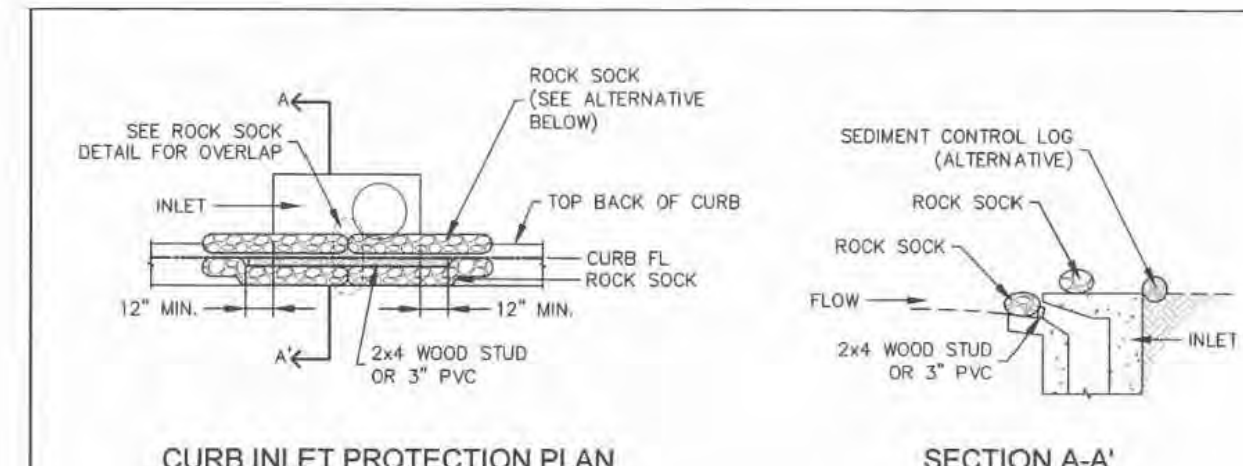 A
ROCK SOCK
(SEE ALTERNATIVE
BELOW)
SEE ROCK SOCK
DETAIL FOR OVERLAP
INLET
TOP BACK OF CURB
CURB FL
ROCK SOCK
12" MIN.
12" MIN.
A'
2x4 WOOD STUD
OR 3" PVC
CURB INLET PROTECTION PLAN
SEDIMENT CONTROL LOG
(ALTERNATIVE)
ROCK SOCK
ROCK SOCK
FLOW
INLET
2x4 WOOD STUD
OR 3" PVC
SECTION A-A'